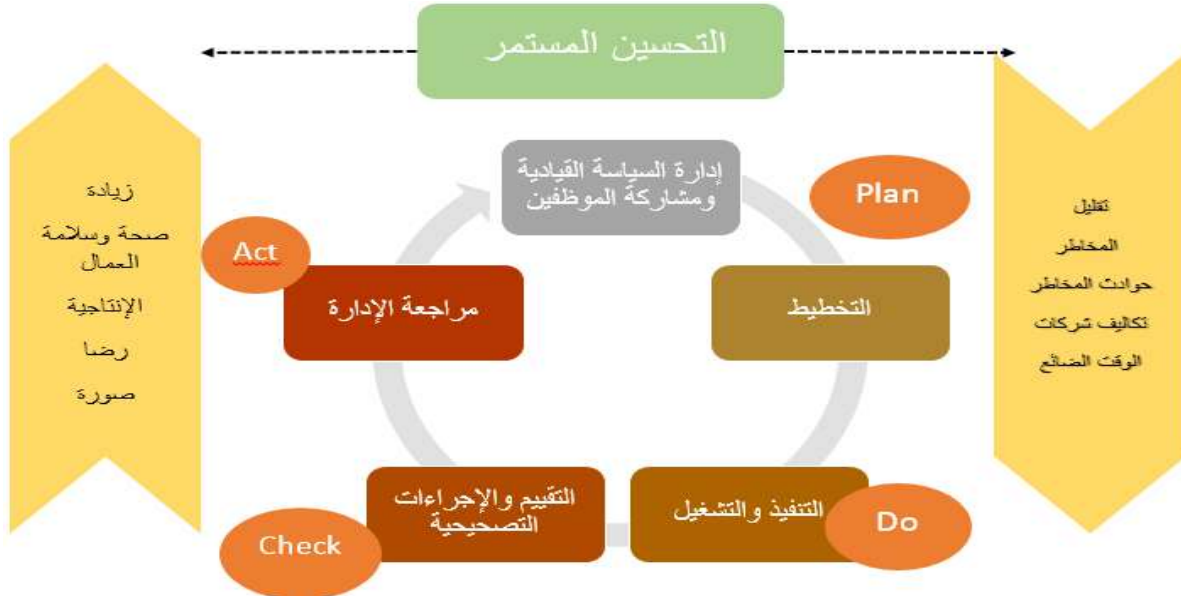 التحسين المستمر
إدارة السياسة القيادية
ومشاركة الموظفين
Plan
التخطيط
Do
التنفيذ والتشغيل
Check
التقييم والإجراءات
التصحيحية
Act
مراجعة الإدارة
تقليل
المخاطر
حوادث المخاطر
تكاليف شركات
الوقت الضائع
زيادة
صحة وسلامة
العمال
الإنتاجية
رضا
صورة